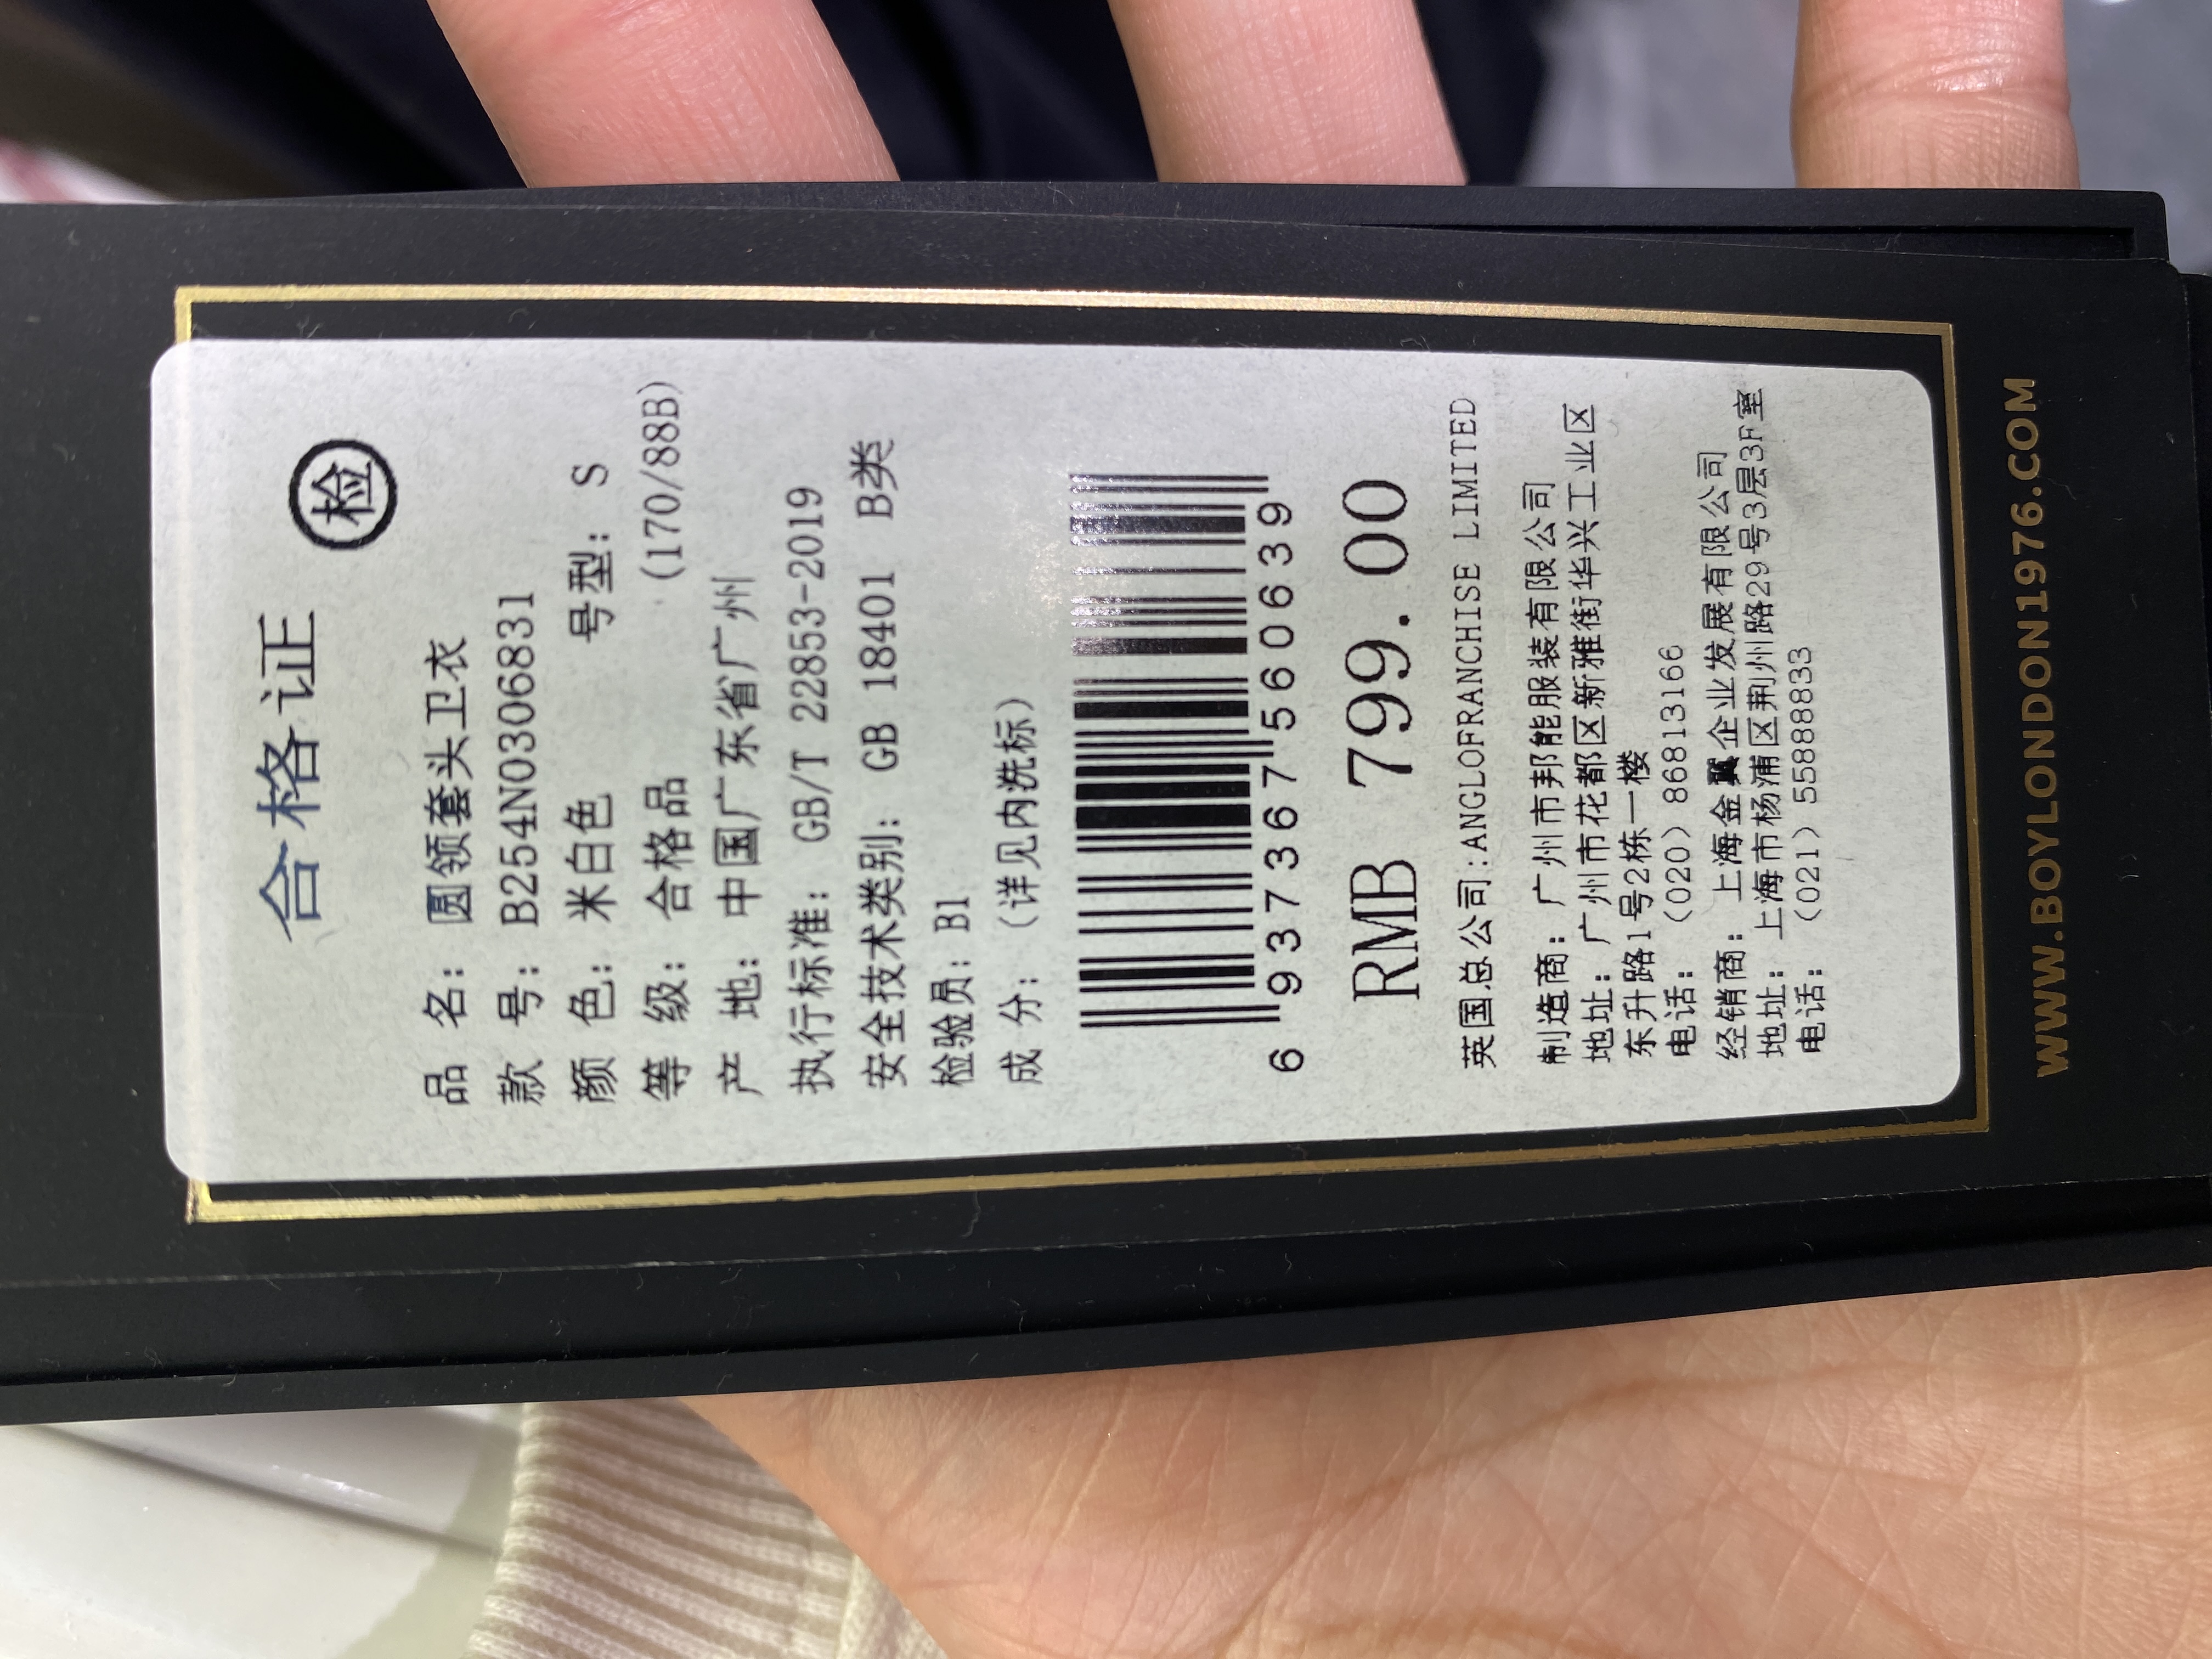 合格证
检
品 名： 圆领套头卫衣
款 号： B254N0306831
颜 色： 米白色 号型： S
等 级： 合格品 (170/88B)
产 地： 中国广东省广州
执行标准： GB/T 22853-2019
安全技术类别： GB 18401 B类
检验员： B1
成 分： （详见内洗标）
6 937367 560639
RMB 799.00
英国总公司:ANGLOFRANCHISE LIMITED
制造商： 广州市邦能服装有限公司
地址： 广州市花都区新雅街华兴工业区
东升路1号2栋一楼
电话： （020）86813166
经销商： 上海金翼企业发展有限公司
地址： 上海市杨浦区荆州路229号3层3F室
电话： （021）55888833
WWW.BOYLONDON1976.COM